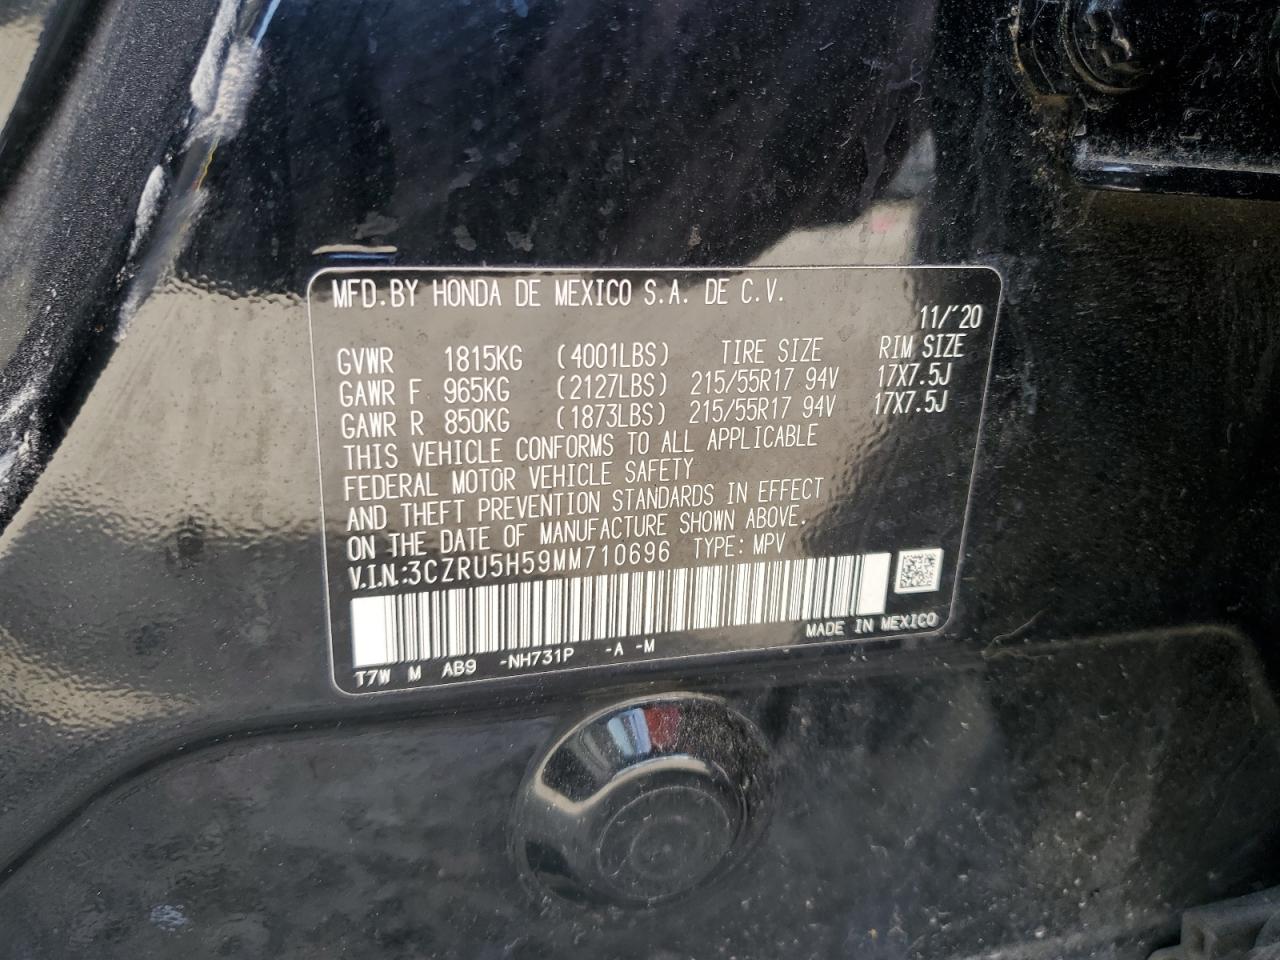 MFD.BY HONDA DE MEXICO S.A. DE C.V.
11/'20
GVWR 1815KG (4001LBS) TIRE SIZE RIM SIZE
GAWR F 965KG (2127LBS) 215/55R17 94V 17X7.5J
GAWR R 850KG (1873LBS) 215/55R17 94V 17X7.5J
THIS VEHICLE CONFORMS TO ALL APPLICABLE
FEDERAL MOTOR VEHICLE SAFETY
AND THEFT PREVENTION STANDARDS IN EFFECT
ON THE DATE OF MANUFACTURE SHOWN ABOVE.
V.I.N.:3CZRU5H59MM710696 TYPE: MPV
MADE IN MEXICO
T7W M AB9 -NH731P -A -M